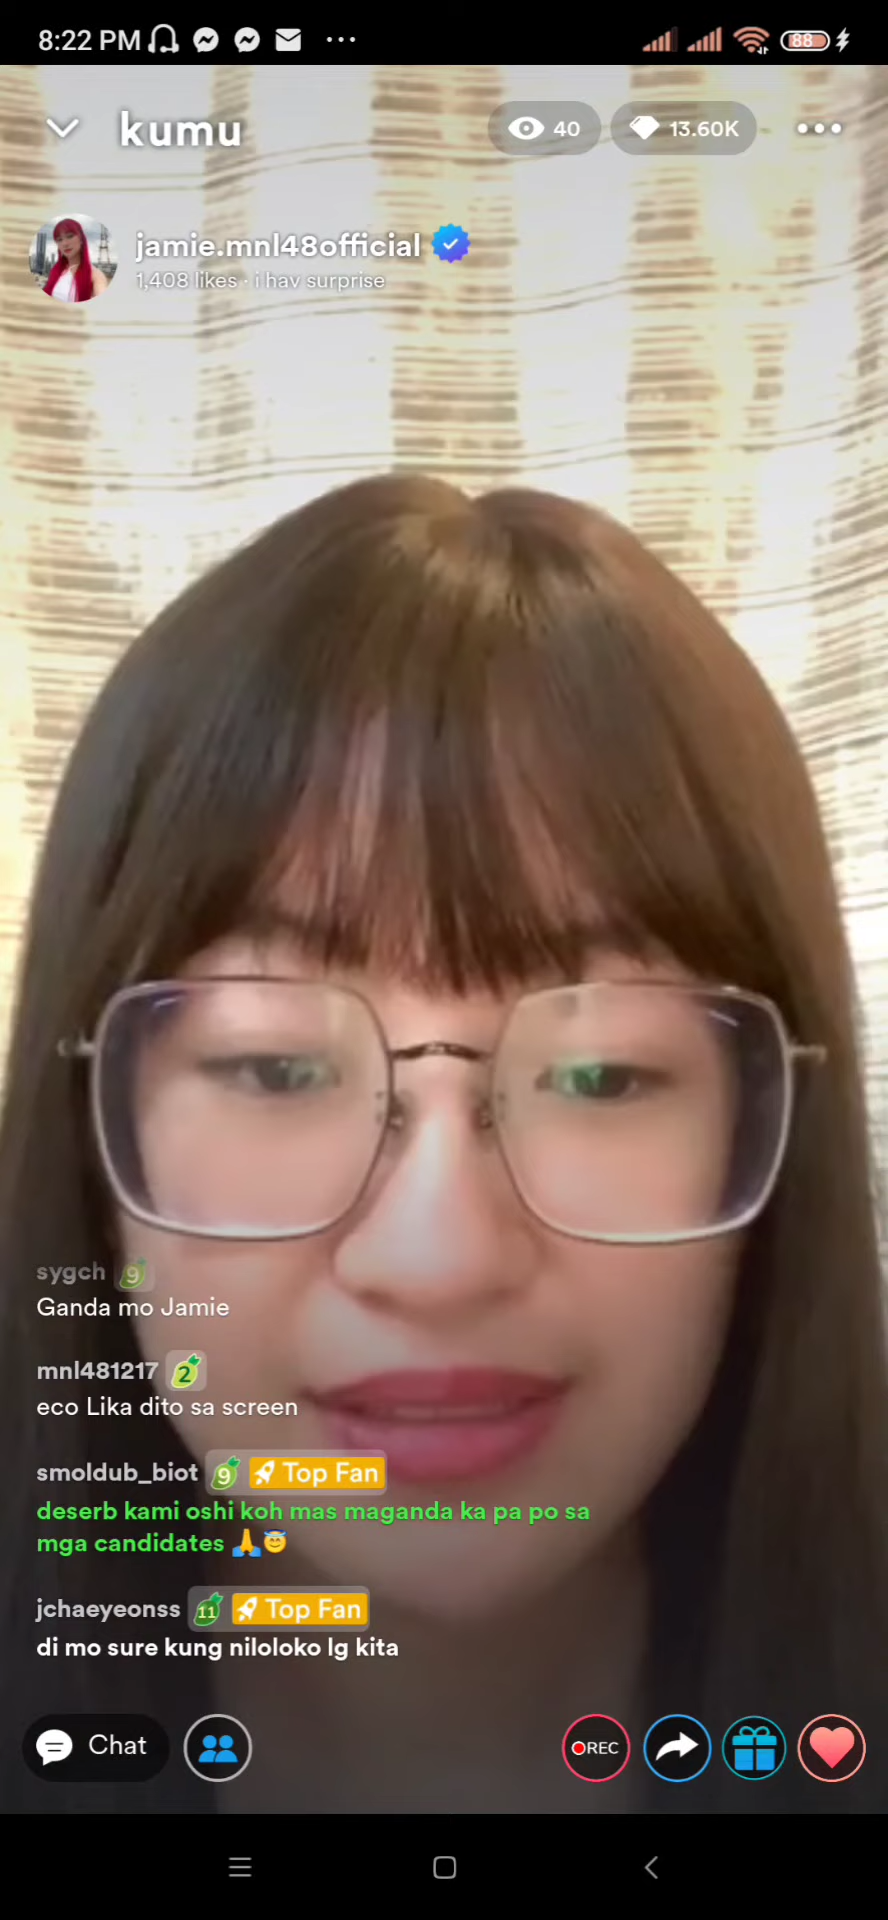 8:22 PM
88
kumu
40
13.60K
jamie.mnl48official
1,408 likes · i hav surprise
sygch 9
Ganda mo Jamie
mnl481217 2
eco Lika dito sa screen
smoldub_biot 9 Top Fan
deserb kami oshi koh mas maganda ka pa po sa
mga candidates 🙏😇
jchaeyeonss 11 Top Fan
di mo sure kung niloloko lg kita
Chat
REC